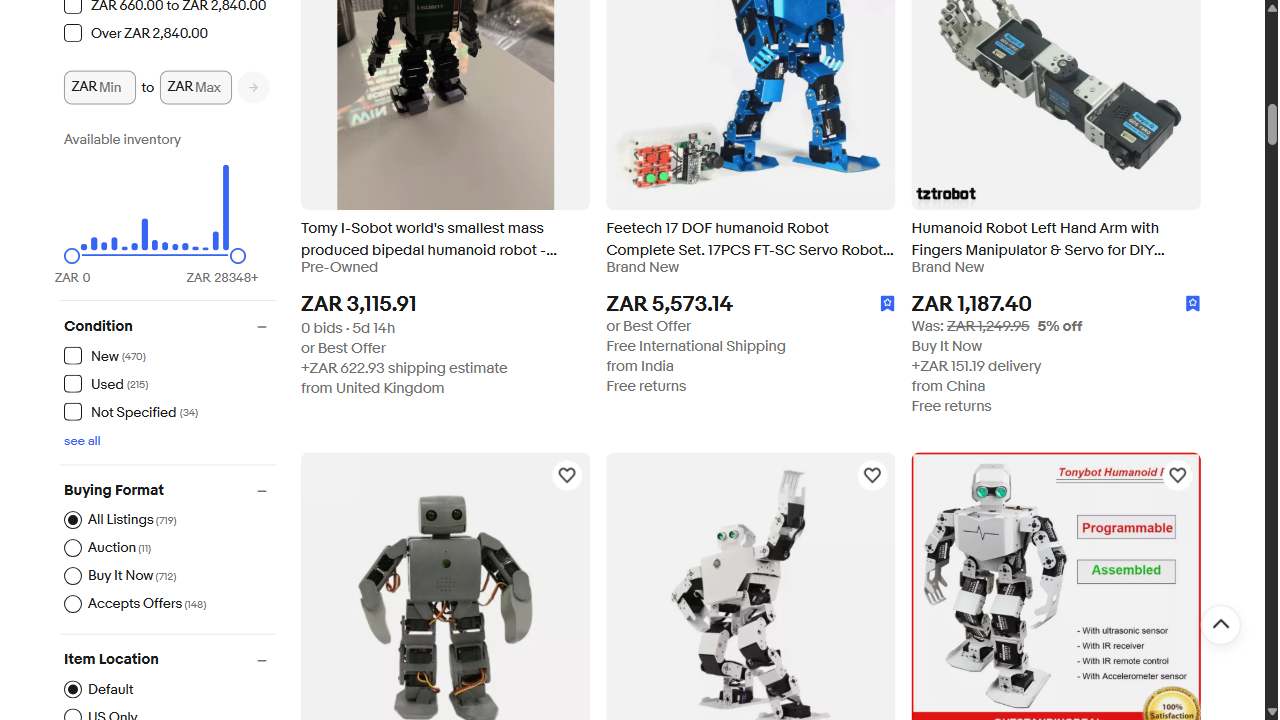 ZAR 660.00 to ZAR 2,840.00
Over ZAR 2,840.00
ZAR Min to ZAR Max
Available inventory
ZAR 0 ZAR 28348+
Condition
New (470)
Used (215)
Not Specified (34)
see all
Buying Format
All Listings (719)
Auction (11)
Buy It Now (712)
Accepts Offers (148)
Item Location
Default
US Only
I-SOBOT
Tomy I-Sobot world's smallest mass
produced bipedal humanoid robot -...
Pre-Owned
ZAR 3,115.91
0 bids · 5d 14h
or Best Offer
+ZAR 622.93 shipping estimate
from United Kingdom
Feetech 17 DOF humanoid Robot
Complete Set. 17PCS FT-SC Servo Robot...
Brand New
ZAR 5,573.14
or Best Offer
Free International Shipping
from India
Free returns
tztrobot
Humanoid Robot Left Hand Arm with
Fingers Manipulator & Servo for DIY...
Brand New
ZAR 1,187.40
Was: ZAR 1,249.95 5% off
Buy It Now
+ZAR 151.19 delivery
from China
Free returns
Tonybot Humanoid
Programmable
Assembled
- With ultrasonic sensor
- With IR receiver
- With IR remote control
- With Accelerometer sensor
100%
Satisfaction